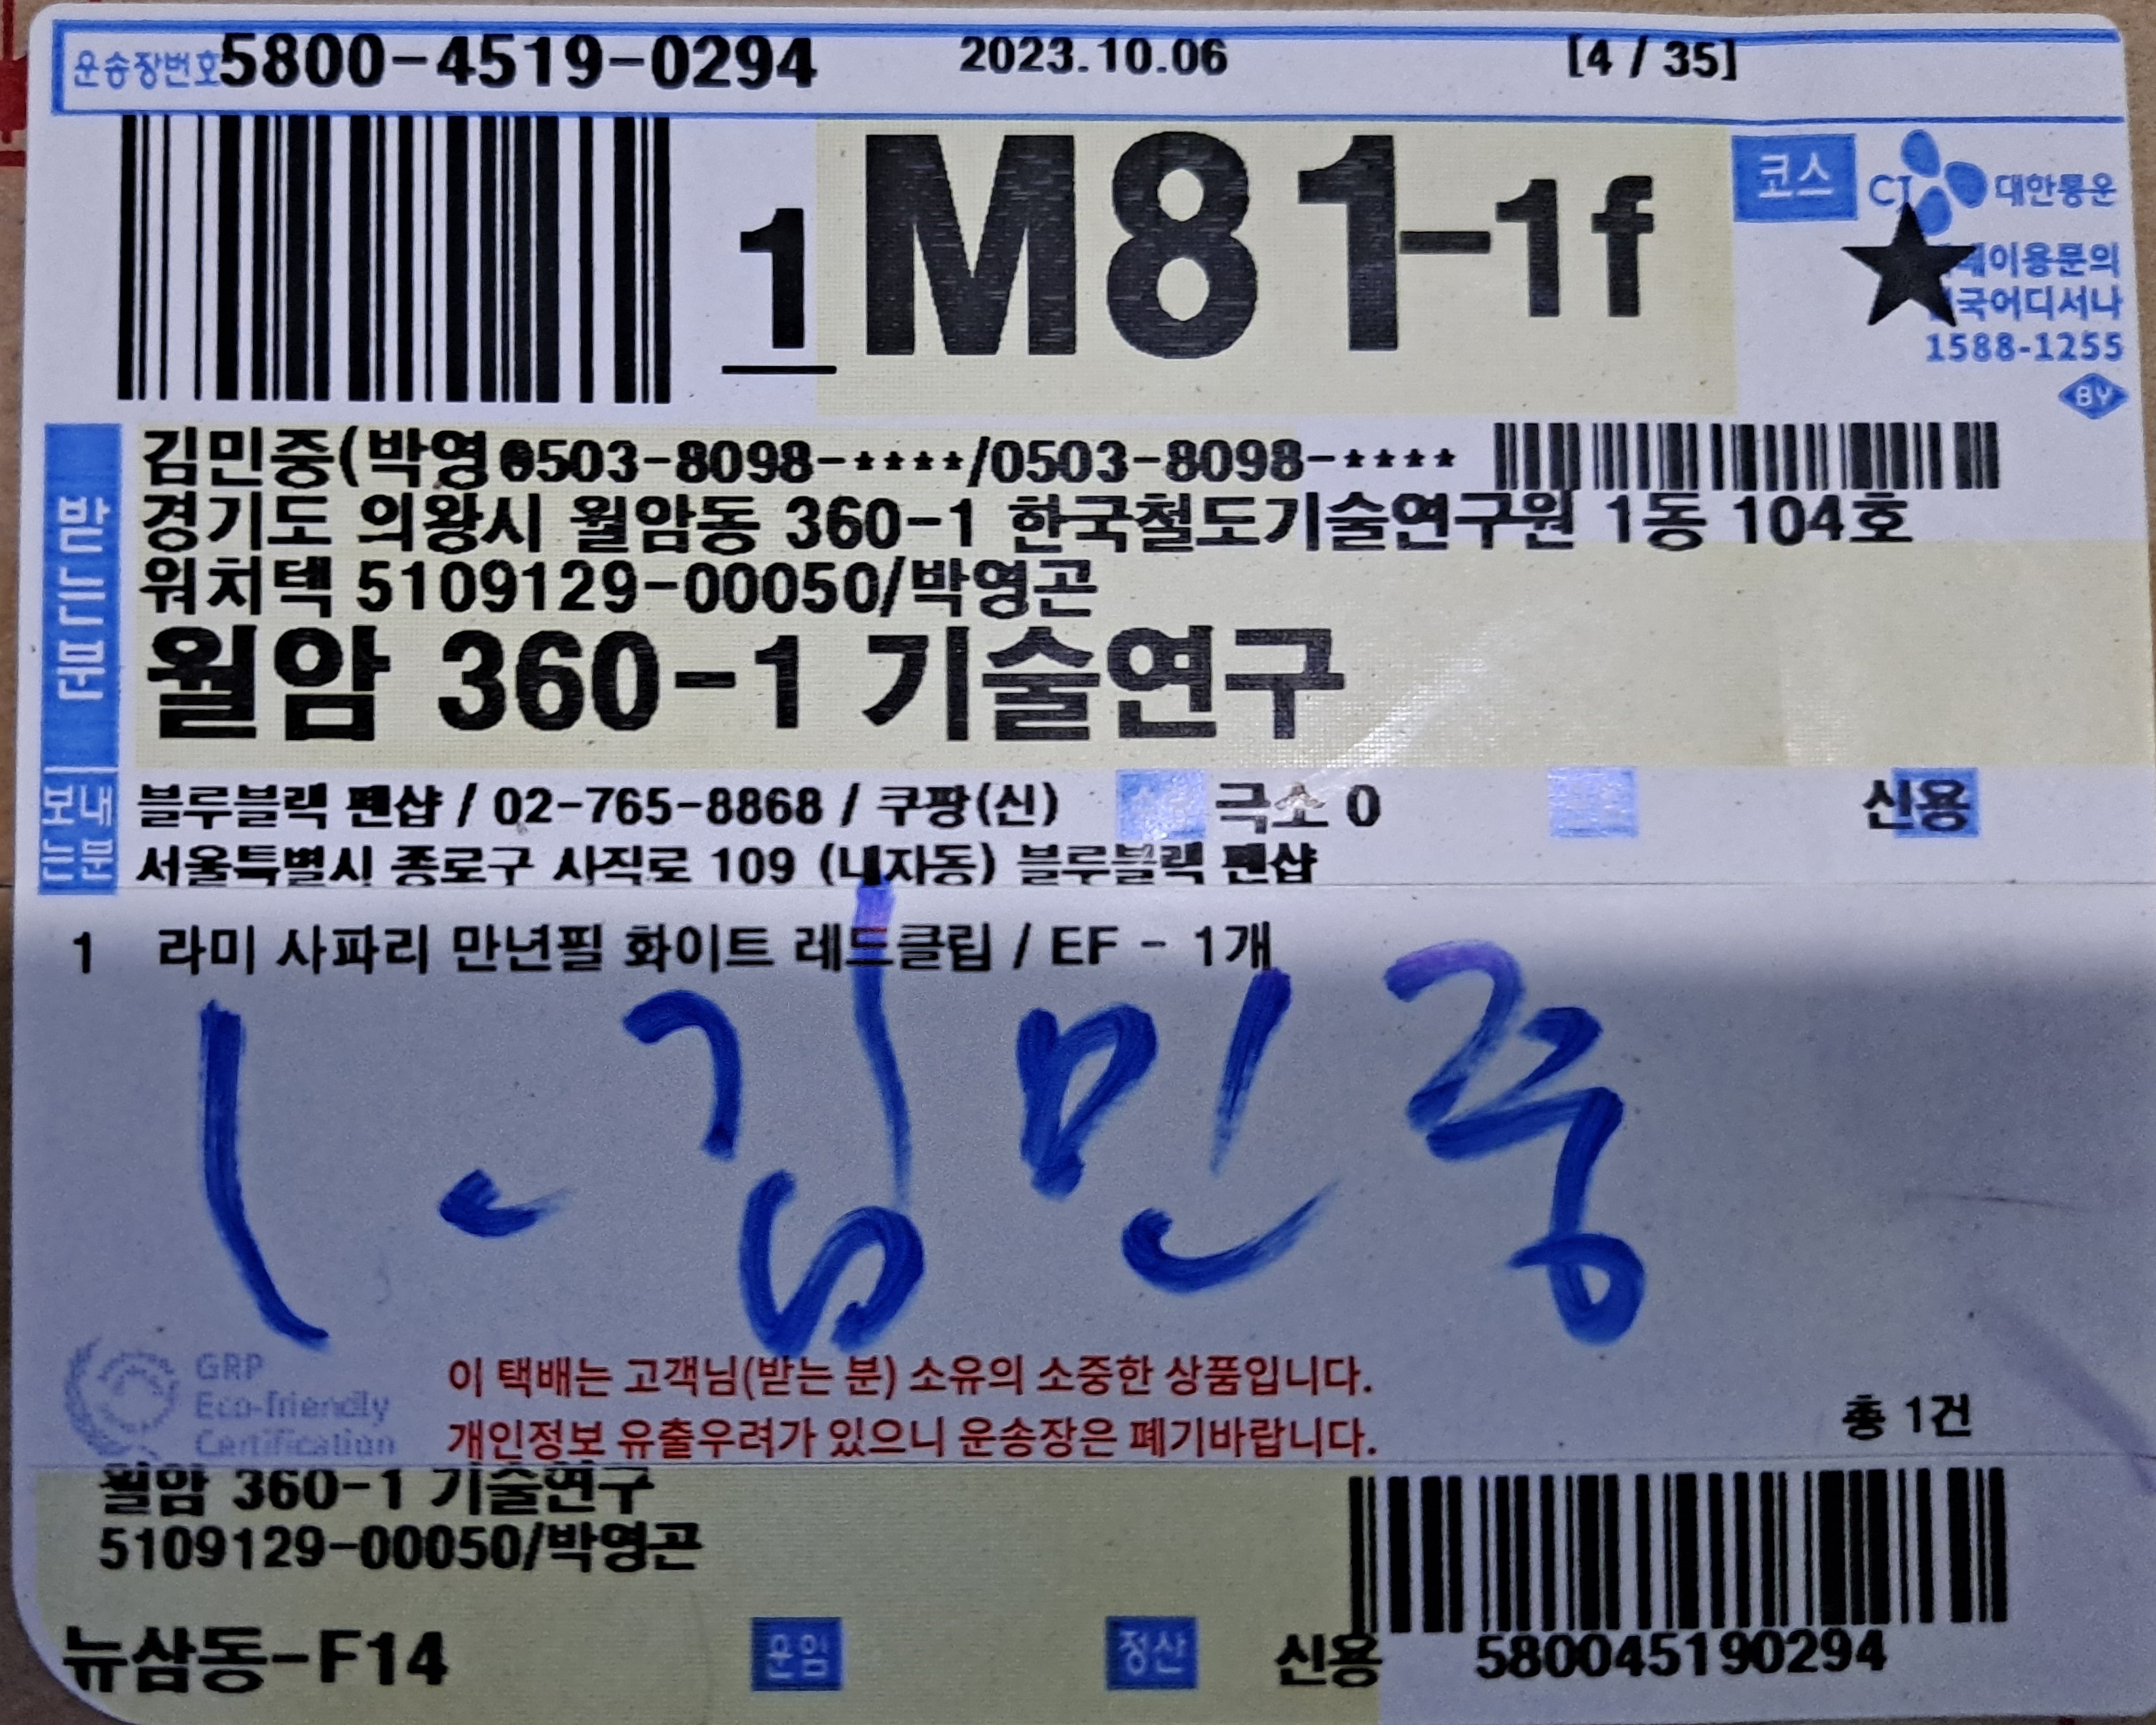 운송장번호 5800-4519-0294 2023.10.06 [4 / 35]
1 M81-1f 코스 CJ 대한통운
이용문의
국어디서나
1588-1255
BY
받는분
김민중(박영 0503-8098-****/0503-8098-****
경기도 의왕시 월암동 360-1 한국철도기술연구원 1동 104호
워치텍 5109129-00050/박영곤
월암 360-1 기술연구
보내는분
블루블랙 펜샵 / 02-765-8868 / 쿠팡(신) 극소 0 신용
서울특별시 종로구 사직로 109 (내자동) 블루블랙 펜샵
1 라미 사파리 만년필 화이트 레드클립 / EF - 1개
김민중
GRP
Eco-friendly
Certification
이 택배는 고객님(받는 분) 소유의 소중한 상품입니다.
개인정보 유출우려가 있으니 운송장은 폐기바랍니다.
총 1건
월암 360-1 기술연구
5109129-00050/박영곤
뉴삼동-F14 운임 정산 신용 580045190294